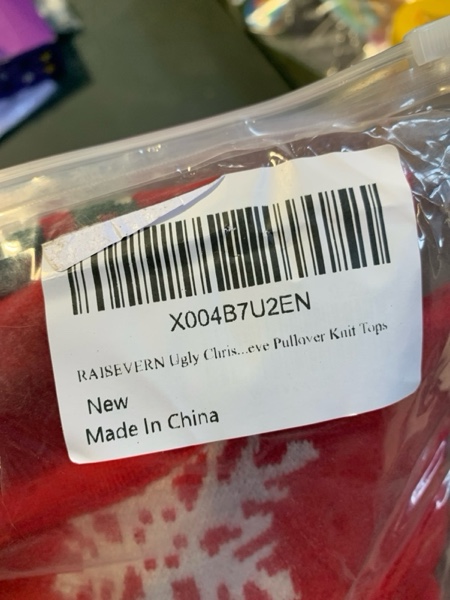 X004B7U2EN
RAISEVERN Ugly Chris...eve Pullover Knit Tops
New
Made In China